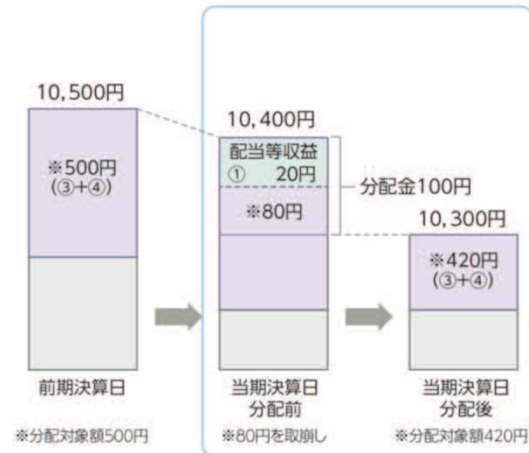 10,500円
※500円
(③+④)
前期決算日
※分配対象額500円
10,400円
配当等収益
① 20円
※80円
分配金100円
当期決算日
分配前
※80円を取崩し
10,300円
※420円
(③+④)
当期決算日
分配後
※分配対象額420円